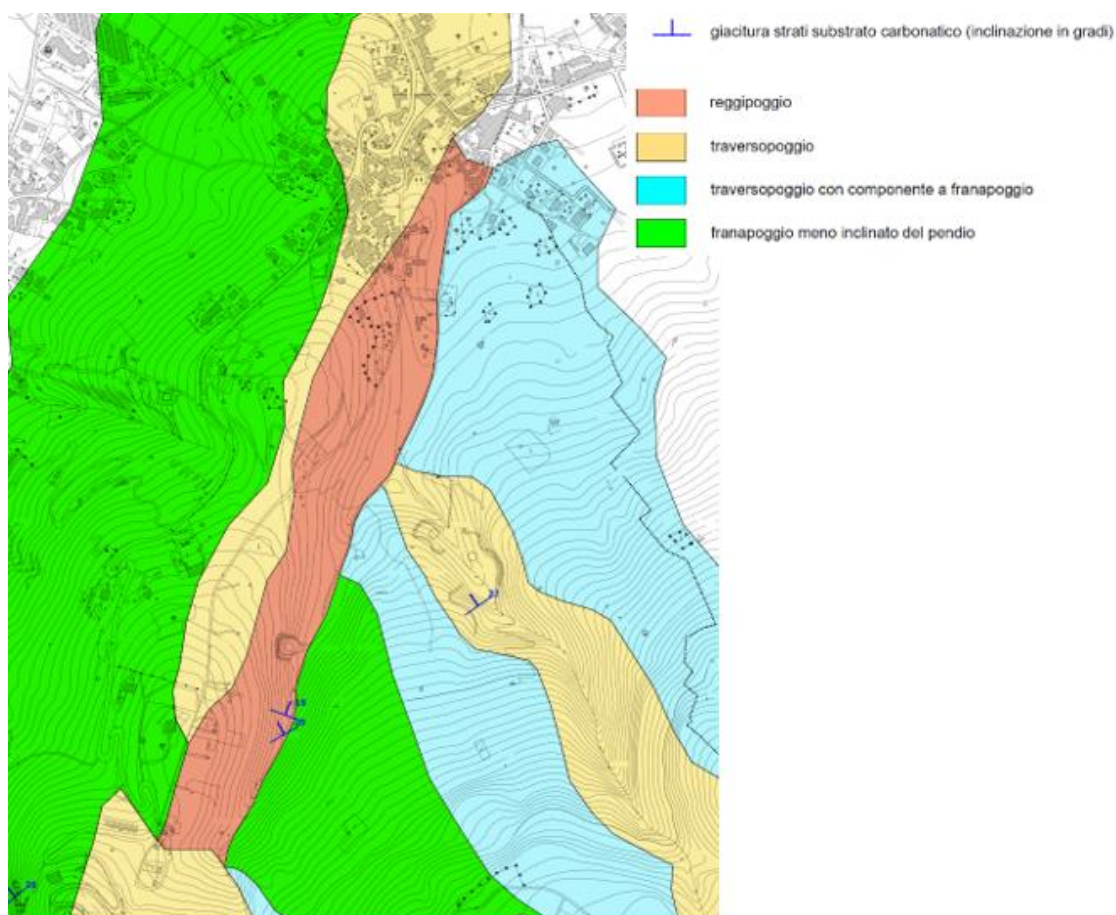 giacitura strati substrato carbonatico (inclinazione in gradi)
reggipoggio
traversopoggio
traversopoggio con componente a franapoggio
franapoggio meno inclinato del pendio